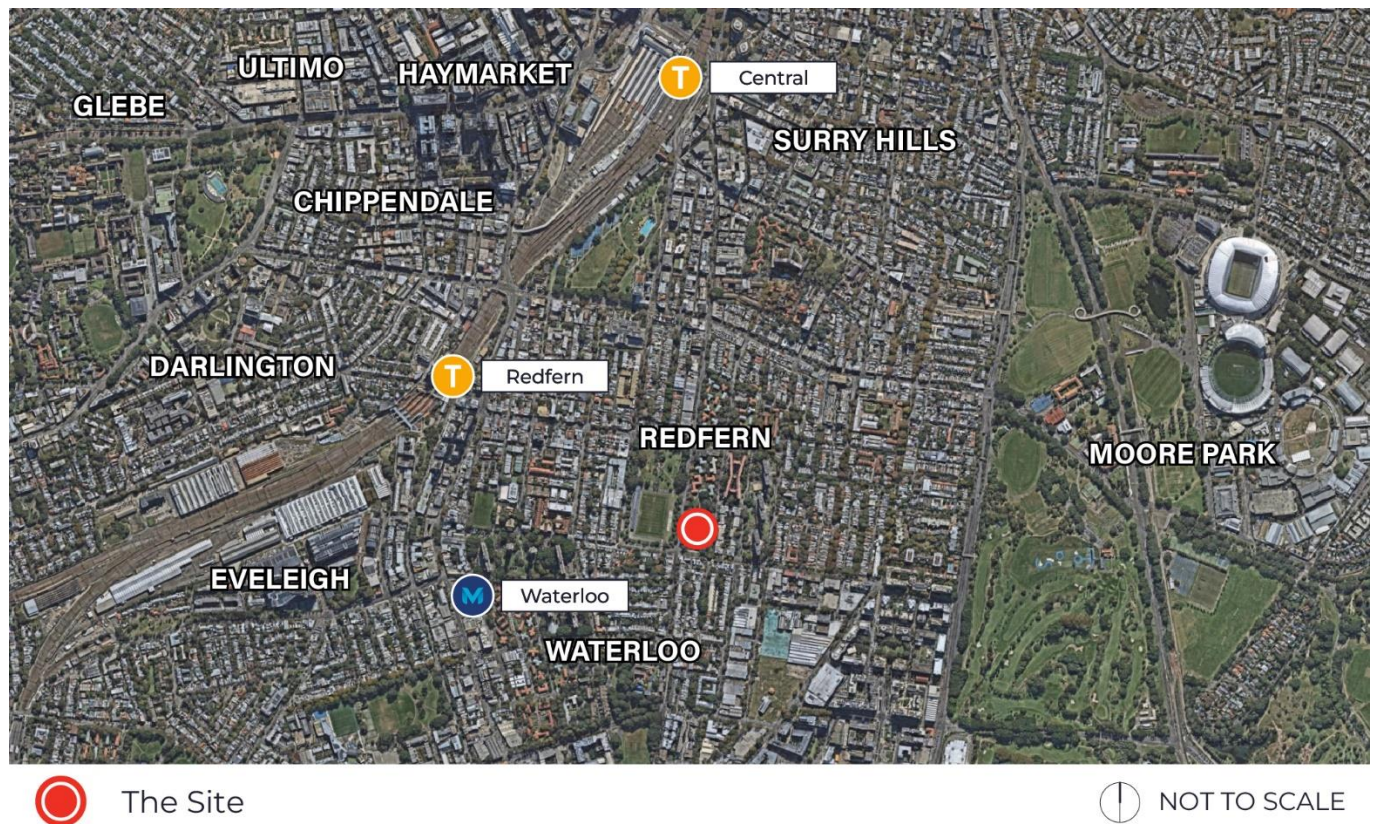 ULTIMO
HAYMARKET
T Central
GLEBE
SURRY HILLS
CHIPPENDALE
DARLINGTON
T Redfern
REDFERN
MOORE PARK
EVELEIGH
M Waterloo
WATERLOO
The Site
NOT TO SCALE